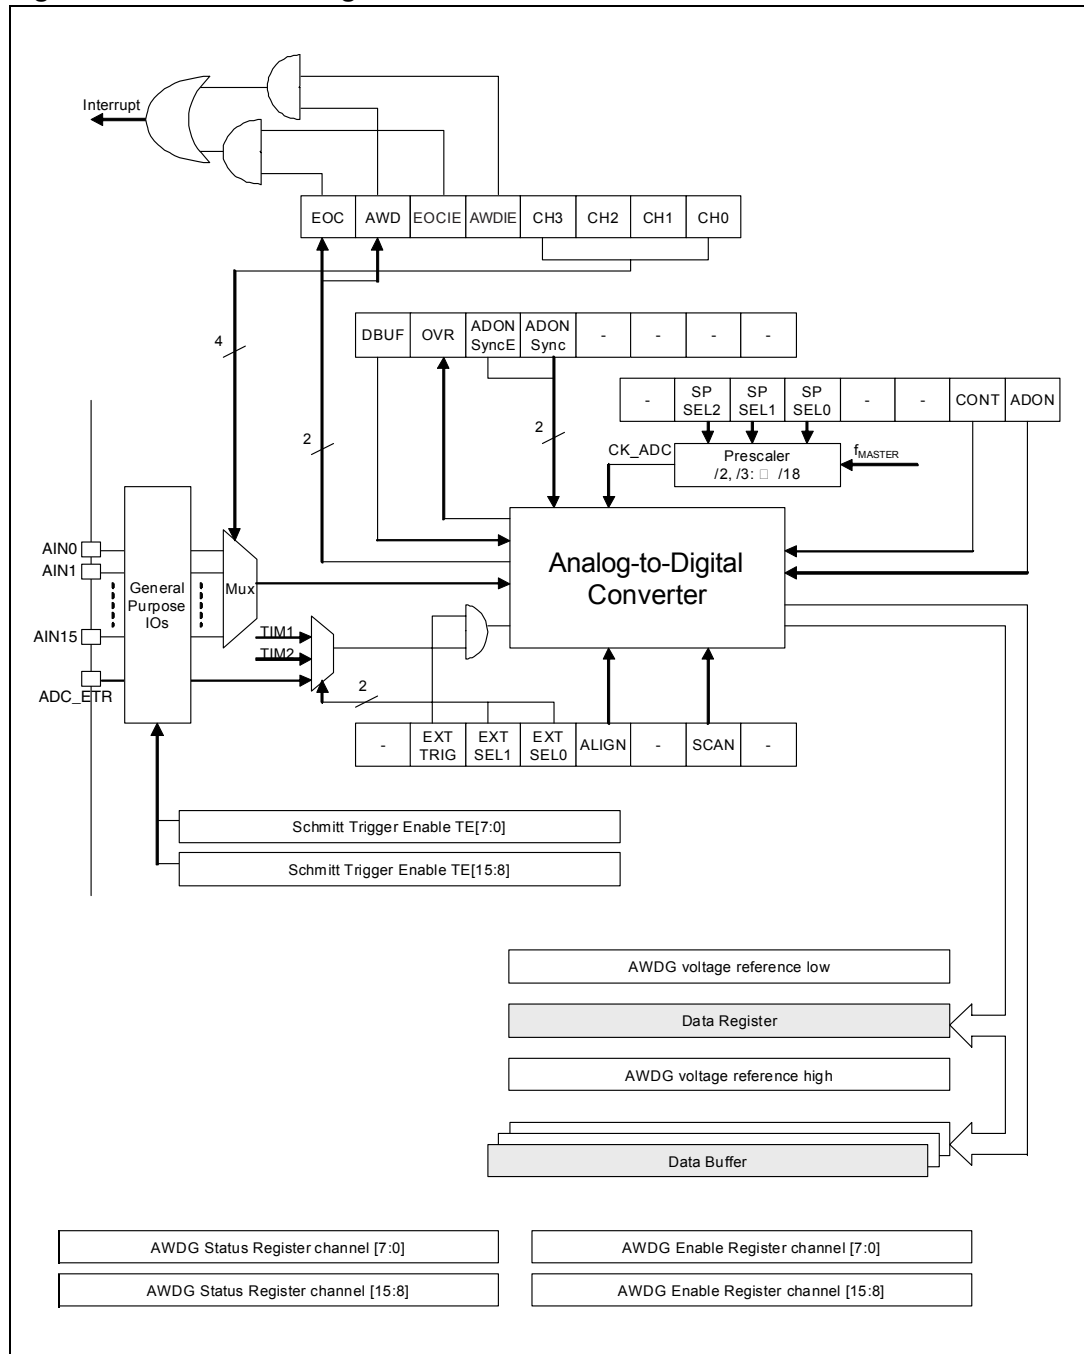 Interrupt
EOC AWD EOCIE AWDIE CH3 CH2 CH1 CH0
4
DBUF OVR ADON SyncE ADON Sync - - - -
- SP SEL2 SP SEL1 SP SEL0 - - CONT ADON
2
2
CK_ADC
Prescaler
/2, /3: □ /18
fMASTER
AIN0
AIN1
AIN15
ADC_ETR
General
Purpose
IOs
Mux
Analog-to-Digital
Converter
TIM1
TIM2
2
- EXT TRIG EXT SEL1 EXT SEL0 ALIGN - SCAN -
Schmitt Trigger Enable TE[7:0]
Schmitt Trigger Enable TE[15:8]
AWDG voltage reference low
Data Register
AWDG voltage reference high
Data Buffer
AWDG Status Register channel [7:0]
AWDG Enable Register channel [7:0]
AWDG Status Register channel [15:8]
AWDG Enable Register channel [15:8]